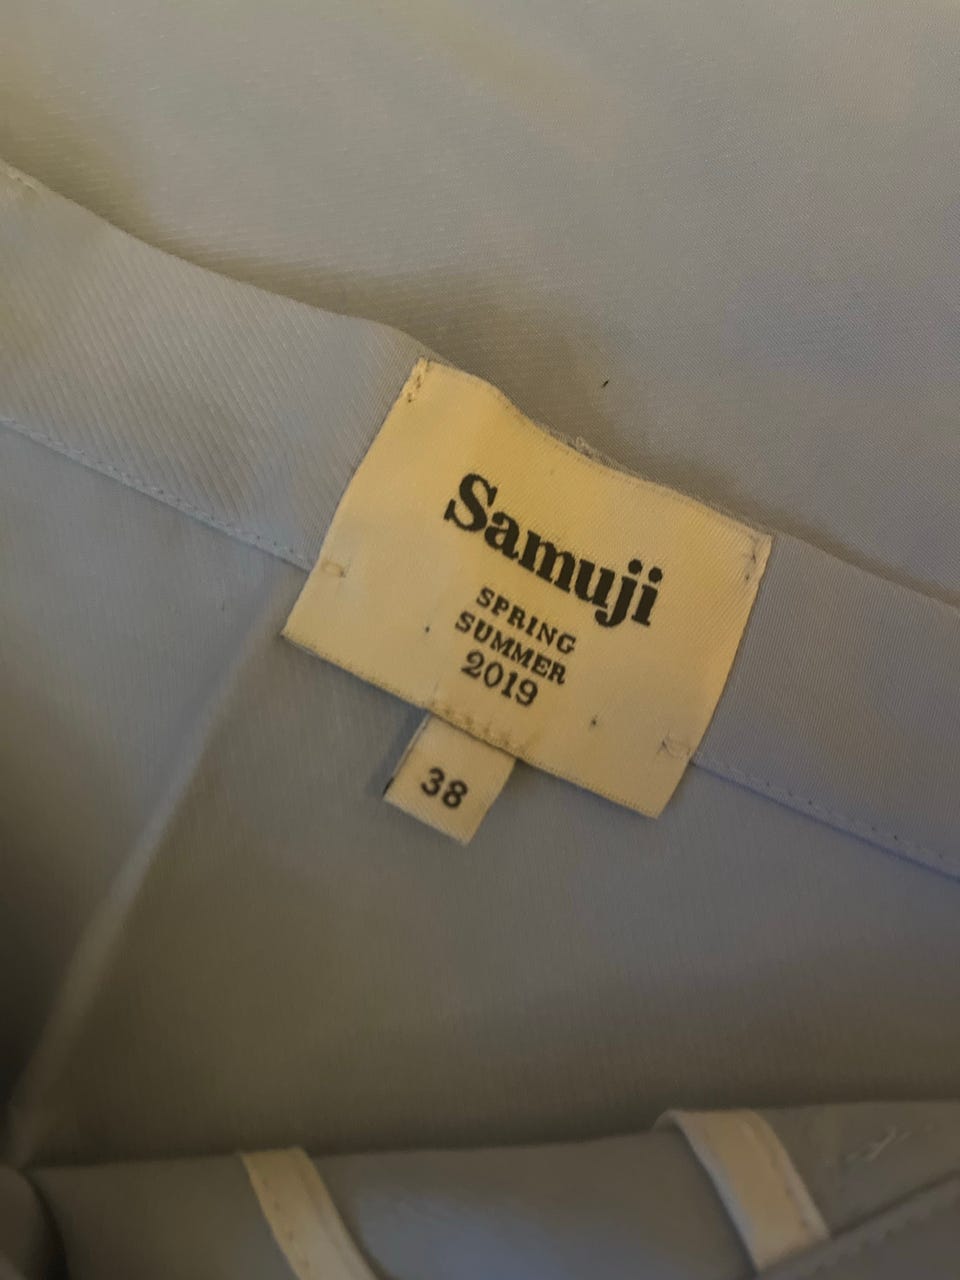 Samuji
SPRING
SUMMER
2019
38